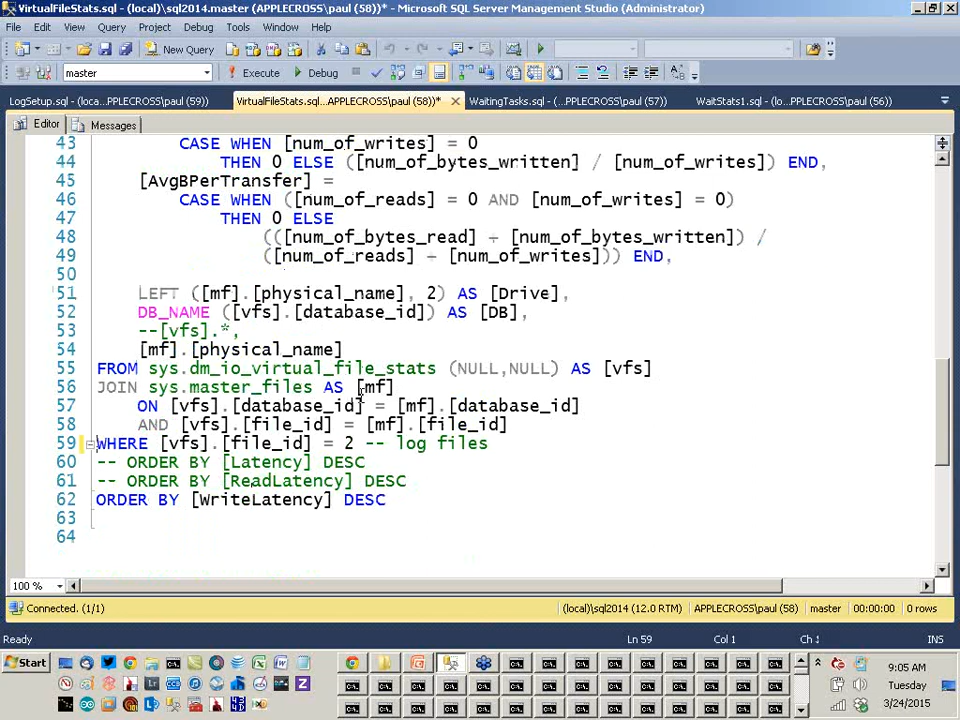 VirtualFileStats.sql - (local)\sql2014.master (APPLECROSS\paul (58))* - Microsoft SQL Server Management Studio (Administrator)
File Edit View Query Project Debug Tools Window Help
New Query
master Execute Debug
LogSetup.sql - (loca...PPLECROSS\paul (59)) VirtualFileStats.sql...APPLECROSS\paul (58))* WaitingTasks.sql - (...PPLECROSS\paul (57)) WaitStats1.sql - (lo...PPLECROSS\paul (56))
Editor Messages
43 CASE WHEN [num_of_writes] = 0
44 THEN 0 ELSE ([num_of_bytes_written] / [num_of_writes]) END,
45 [AvgBPerTransfer] =
46 CASE WHEN ([num_of_reads] = 0 AND [num_of_writes] = 0)
47 THEN 0 ELSE
48 (([num_of_bytes_read] + [num_of_bytes_written]) /
49 ([num_of_reads] + [num_of_writes])) END,
50
51 LEFT ([mf].[physical_name], 2) AS [Drive],
52 DB_NAME ([vfs].[database_id]) AS [DB],
53 --[vfs].*,
54 [mf].[physical_name]
55 FROM sys.dm_io_virtual_file_stats (NULL,NULL) AS [vfs]
56 JOIN sys.master_files AS [mf]
57 ON [vfs].[database_id] = [mf].[database_id]
58 AND [vfs].[file_id] = [mf].[file_id]
59 WHERE [vfs].[file_id] = 2 -- log files
60 -- ORDER BY [Latency] DESC
61 -- ORDER BY [ReadLatency] DESC
62 ORDER BY [WriteLatency] DESC
63
64
100 %
Connected. (1/1) (local)\sql2014 (12.0 RTM) APPLECROSS\paul (58) master 00:00:00 0 rows
Ready Ln 59 Col 1 Ch 1 INS
Start
9:05 AM
Tuesday
3/24/2015